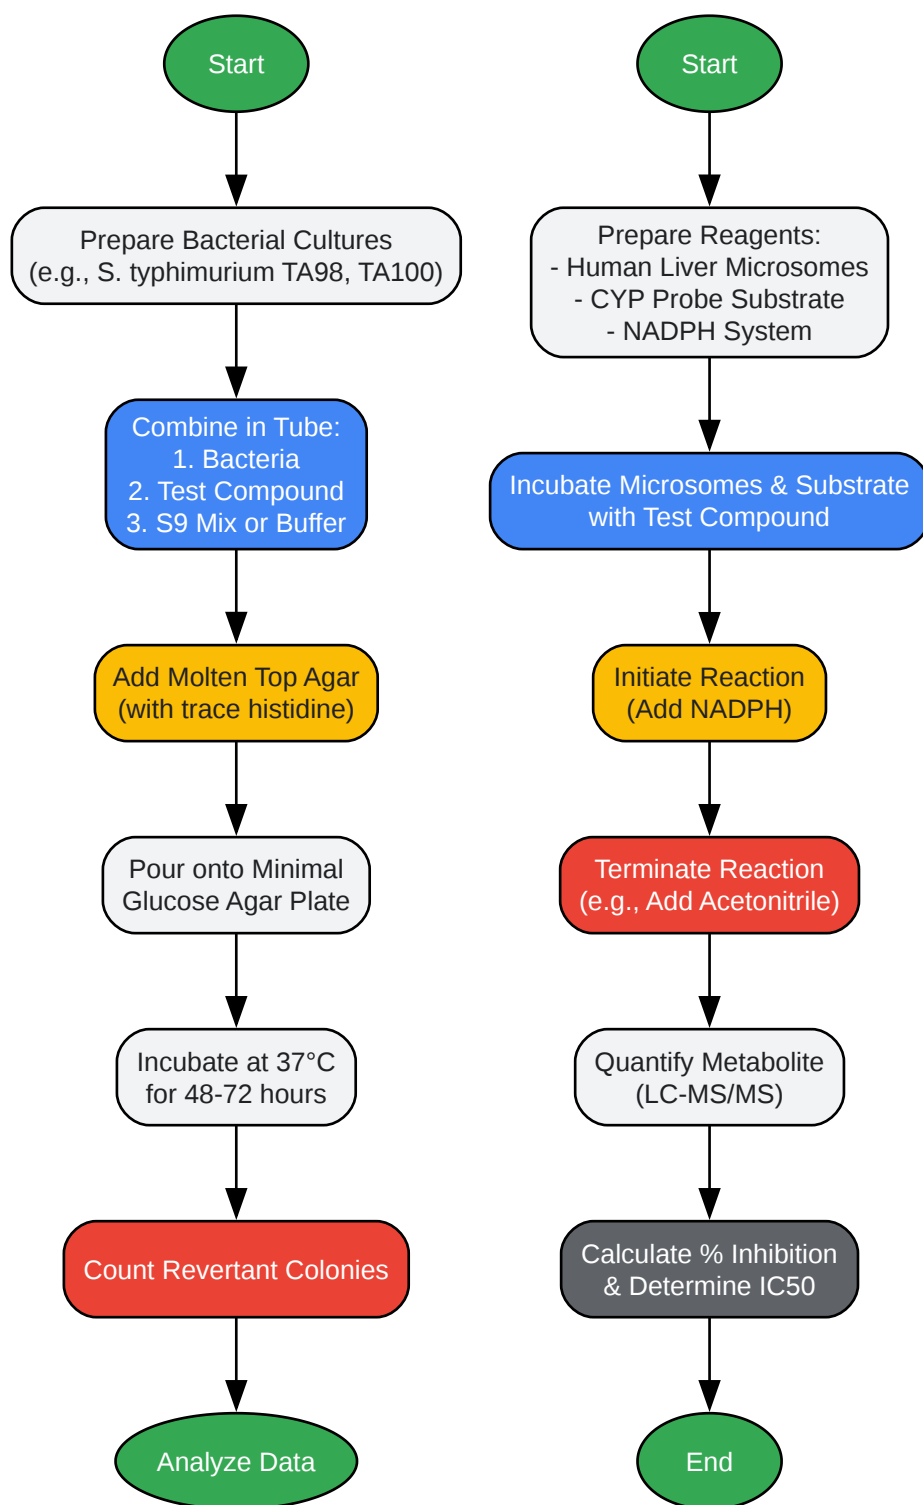 Start
Prepare Bacterial Cultures
(e.g., S. typhimurium TA98, TA100)
Combine in Tube:
1. Bacteria
2. Test Compound
3. S9 Mix or Buffer
Add Molten Top Agar
(with trace histidine)
Pour onto Minimal
Glucose Agar Plate
Incubate at 37°C
for 48-72 hours
Count Revertant Colonies
Analyze Data
Start
Prepare Reagents:
- Human Liver Microsomes
- CYP Probe Substrate
- NADPH System
Incubate Microsomes & Substrate
with Test Compound
Initiate Reaction
(Add NADPH)
Terminate Reaction
(e.g., Add Acetonitrile)
Quantify Metabolite
(LC-MS/MS)
Calculate % Inhibition
& Determine IC50
End